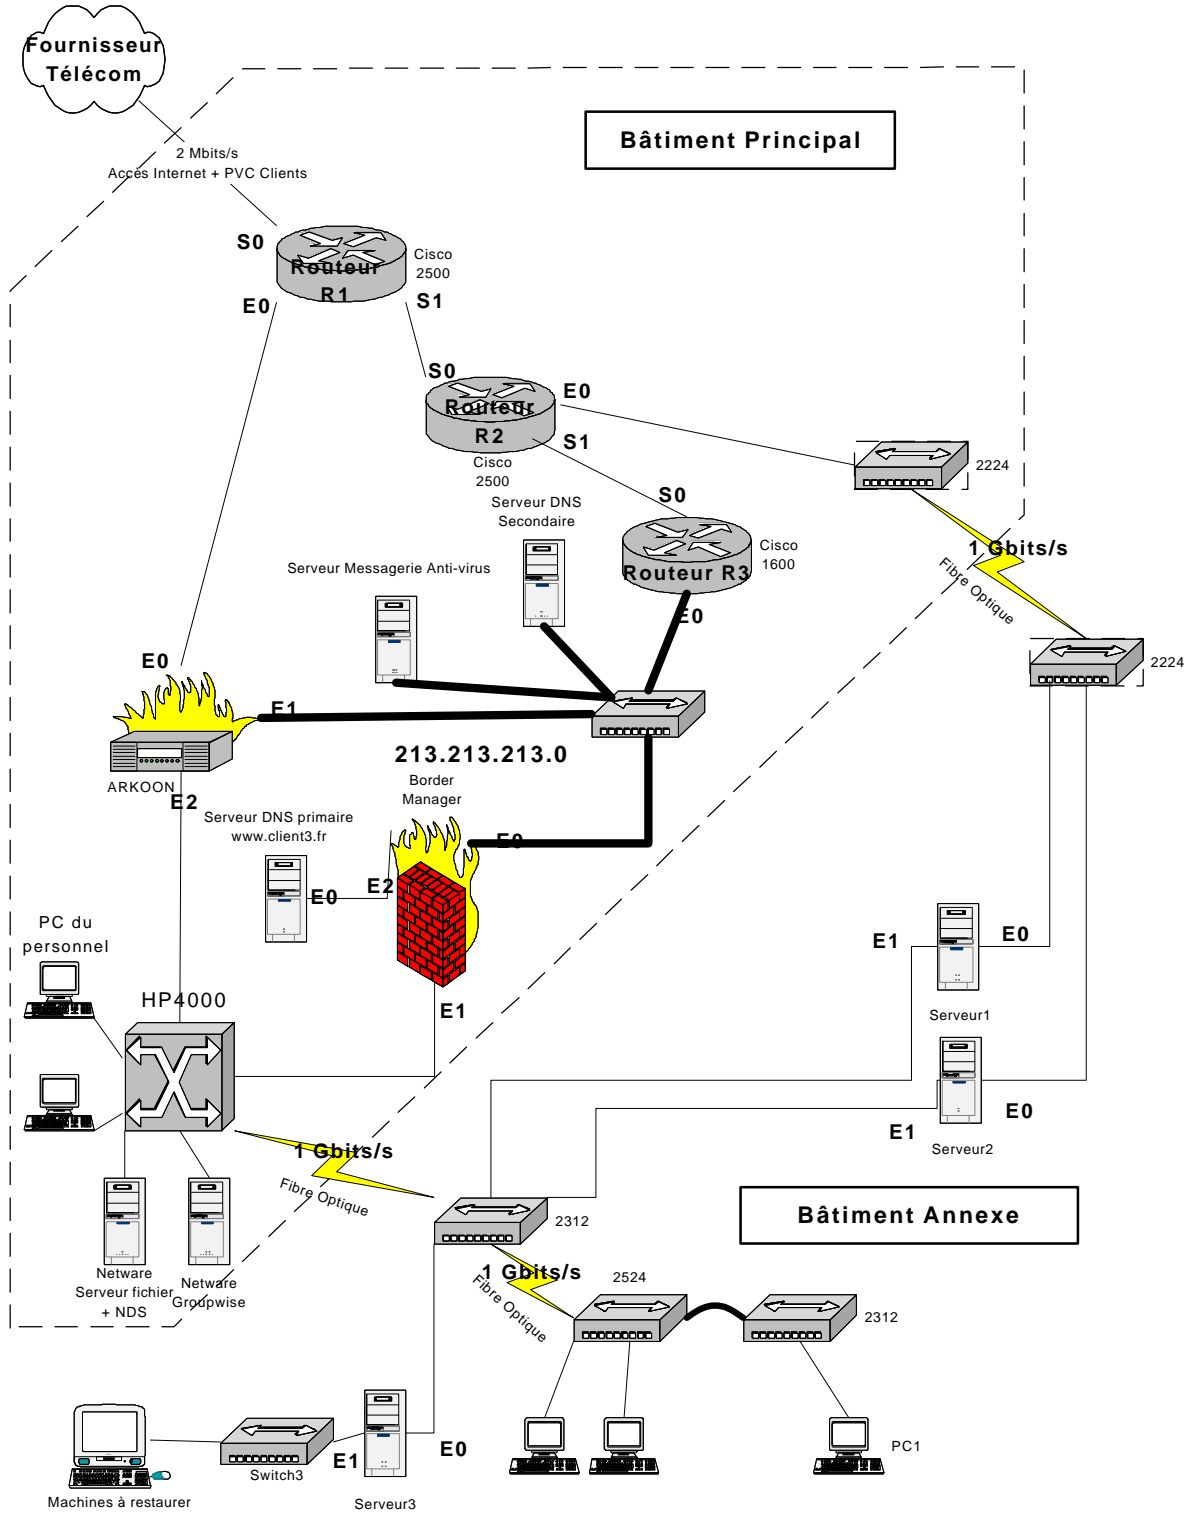 Fournisseur
Télécom
Bâtiment Principal
2 Mbits/s
Accés Internet + PVC Clients
S0
Routeur
R1
Cisco
2500
E0
S1
S0
Routeur
R2
E0
S1
Cisco
2500
2224
S0
Serveur DNS
Secondaire
Routeur R3
Cisco
1600
1 Gbits/s
Fibre Optique
Serveur Messagerie Anti-virus
E0
2224
E0
E1
213.213.213.0
ARKOON
E2
Border
Manager
Serveur DNS primaire
www.client3.fr
E0
E2
E0
PC du
personnel
E1
E0
HP4000
E1
Serveur1
E0
E1
Serveur2
1 Gbits/s
Fibre Optique
Bâtiment Annexe
2312
Netware
Serveur fichier
+ NDS
Netware
Groupwise
1 Gbits/s
Fibre Optique
2524
2312
PC1
E1
E0
Switch3
Machines à restaurer
Serveur3